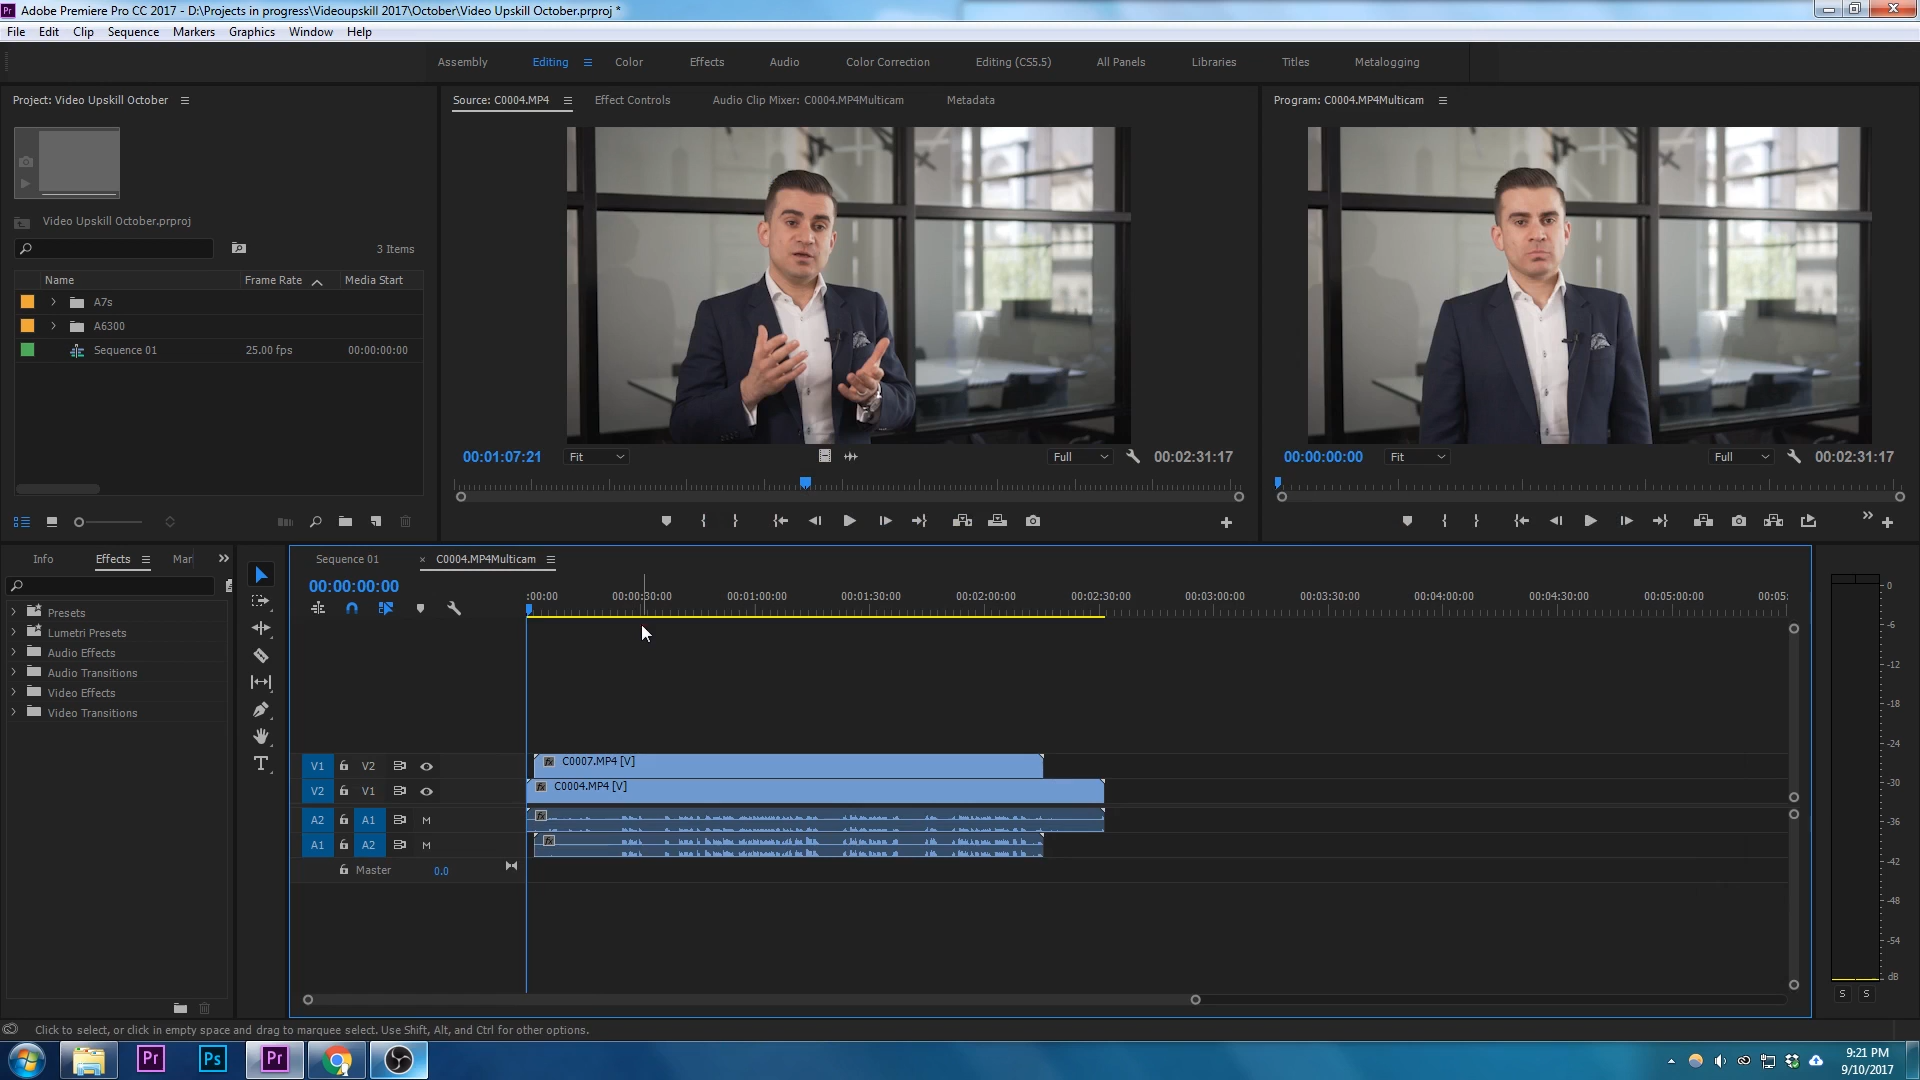 Adobe Premiere Pro CC 2017 - D:\Projects in progress\Videoupskill 2017\October\Video Upskill October.prproj *
File Edit Clip Sequence Markers Graphics Window Help
Assembly Editing Color Effects Audio Color Correction Editing (CS5.5) All Panels Libraries Titles Metalogging
Project: Video Upskill October
Video Upskill October.prproj
3 Items
Name Frame Rate Media Start
A7s
A6300
Sequence 01 25.00 fps 00:00:00:00
Source: C0004.MP4 Effect Controls Audio Clip Mixer: C0004.MP4Multicam Metadata
00:01:07:21 Fit Full 00:02:31:17
Program: C0004.MP4Multicam
00:00:00:00 Fit Full 00:02:31:17
Info Effects Mar
Presets
Lumetri Presets
Audio Effects
Audio Transitions
Video Effects
Video Transitions
Sequence 01 × C0004.MP4Multicam
00:00:00:00
:00:00 00:00:30:00 00:01:00:00 00:01:30:00 00:02:00:00 00:02:30:00 00:03:00:00 00:03:30:00 00:04:00:00 00:04:30:00 00:05:00:00 00:05:
V1 V2 fx C0007.MP4 [V]
V2 V1 fx C0004.MP4 [V]
A2 A1 M fx
A1 A2 M fx
Master 0.0
0
-6
-12
-18
-24
-30
-36
-42
-48
-54
dB
S S
Click to select, or click in empty space and drag to marquee select. Use Shift, Alt, and Ctrl for other options.
Pr Ps Pr
9:21 PM
9/10/2017